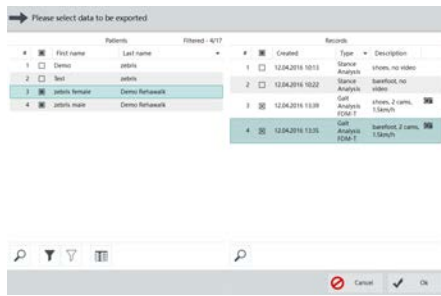 Please select data to be exported
Patients Filtered - 4/17
# First name Last name
1 Demo zebris
2 Test zebris
3 zebris female Demo Rehawalk
4 zebris male Demo Rehawalk
Records
# Created Type Description
1 12.04.2016 10:13 Stance Analysis shoes, no video
2 12.04.2016 10:22 Stance Analysis barefoot, no video
3 12.04.2016 13:39 Gait Analysis FDM-T shoes, 2 cams, 1.5km/h
4 12.04.2016 13:35 Gait Analysis FDM-T barefoot, 2 cams, 1.5km/h
Cancel Ok